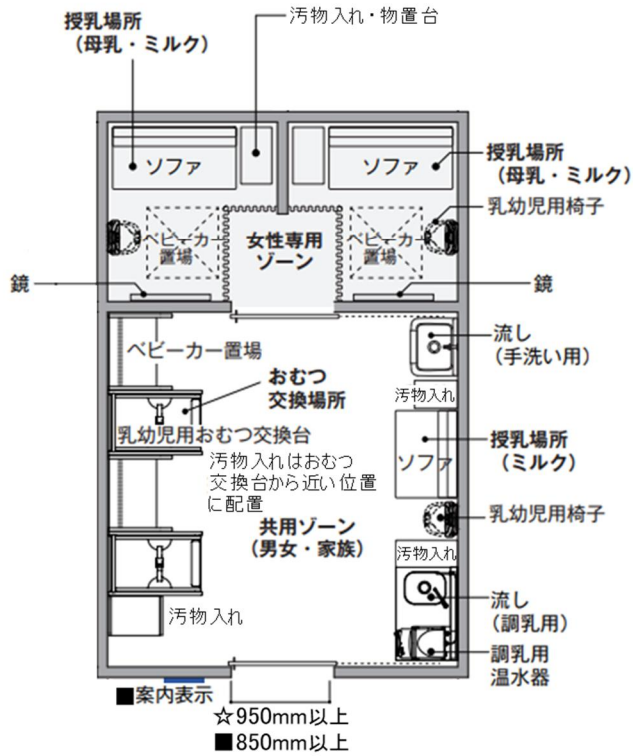 汚物入れ・物置台
授乳場所
（母乳・ミルク）
ソファ
ソファ
授乳場所
（母乳・ミルク）
乳幼児用椅子
ベビーカー
置場
女性専用
ゾーン
ベビーカー
置場
鏡
鏡
ベビーカー置場
流し
（手洗い用）
おむつ
交換場所
汚物入れ
乳幼児用おむつ交換台
汚物入れはおむつ
交換台から近い位置
に配置
ソファ
授乳場所
（ミルク）
乳幼児用椅子
共用ゾーン
（男女・家族）
汚物入れ
汚物入れ
流し
（調乳用）
調乳用
温水器
■案内表示
☆950mm以上
■850mm以上